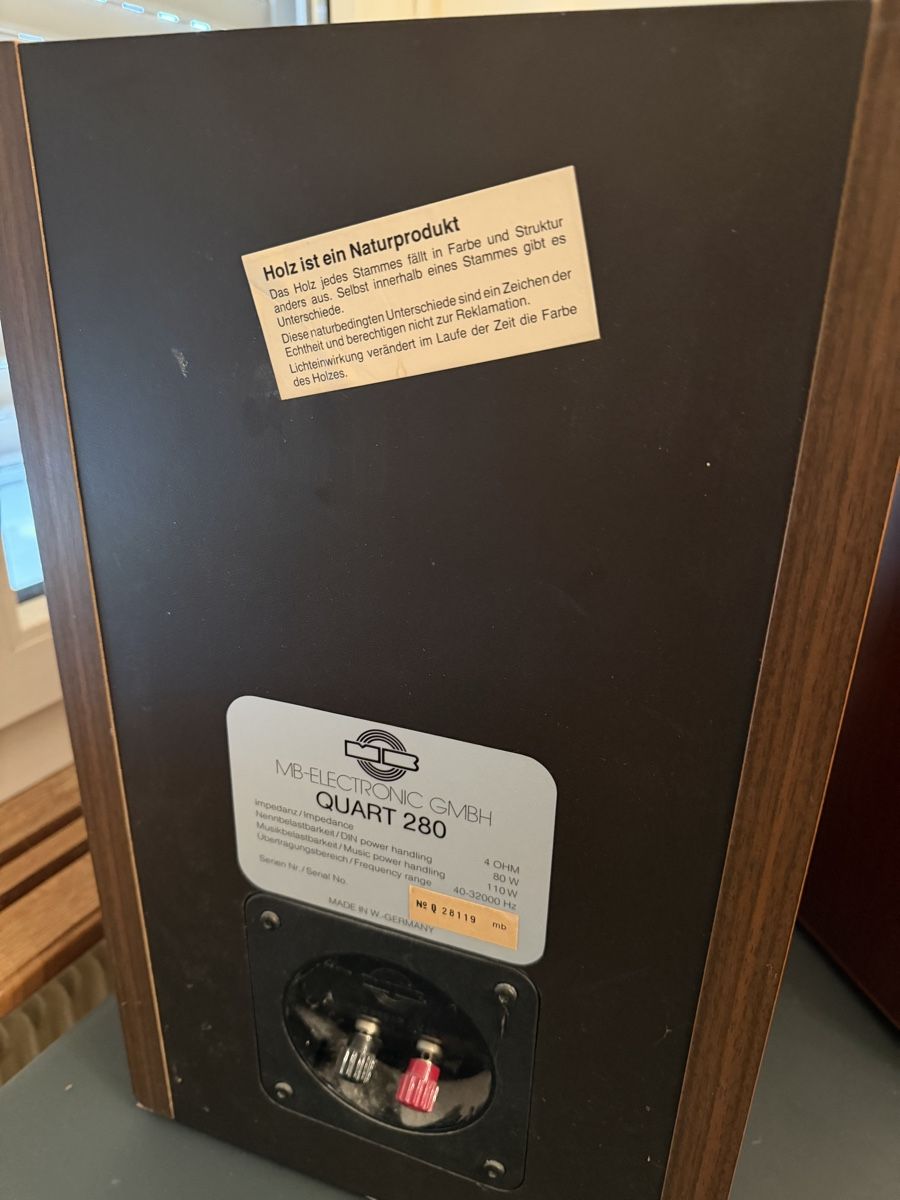 Holz ist ein Naturprodukt
Das Holz jedes Stammes fällt in Farbe und Struktur
anders aus. Selbst innerhalb eines Stammes gibt es
Unterschiede.
Diese naturbedingten Unterschiede sind ein Zeichen der
Echtheit und berechtigen nicht zur Reklamation.
Lichteinwirkung verändert im Laufe der Zeit die Farbe
des Holzes.
MB
MB-ELECTRONIC GMBH
QUART 280
Impedanz/Impedance 4 OHM
Nennbelastbarkeit/DIN power handling 80 W
Musikbelastbarkeit/Music power handling 110 W
Übertragungsbereich/Frequency range 40-32000 Hz
Serien Nr./Serial No. Nº Q 28119 mb
MADE IN W.-GERMANY